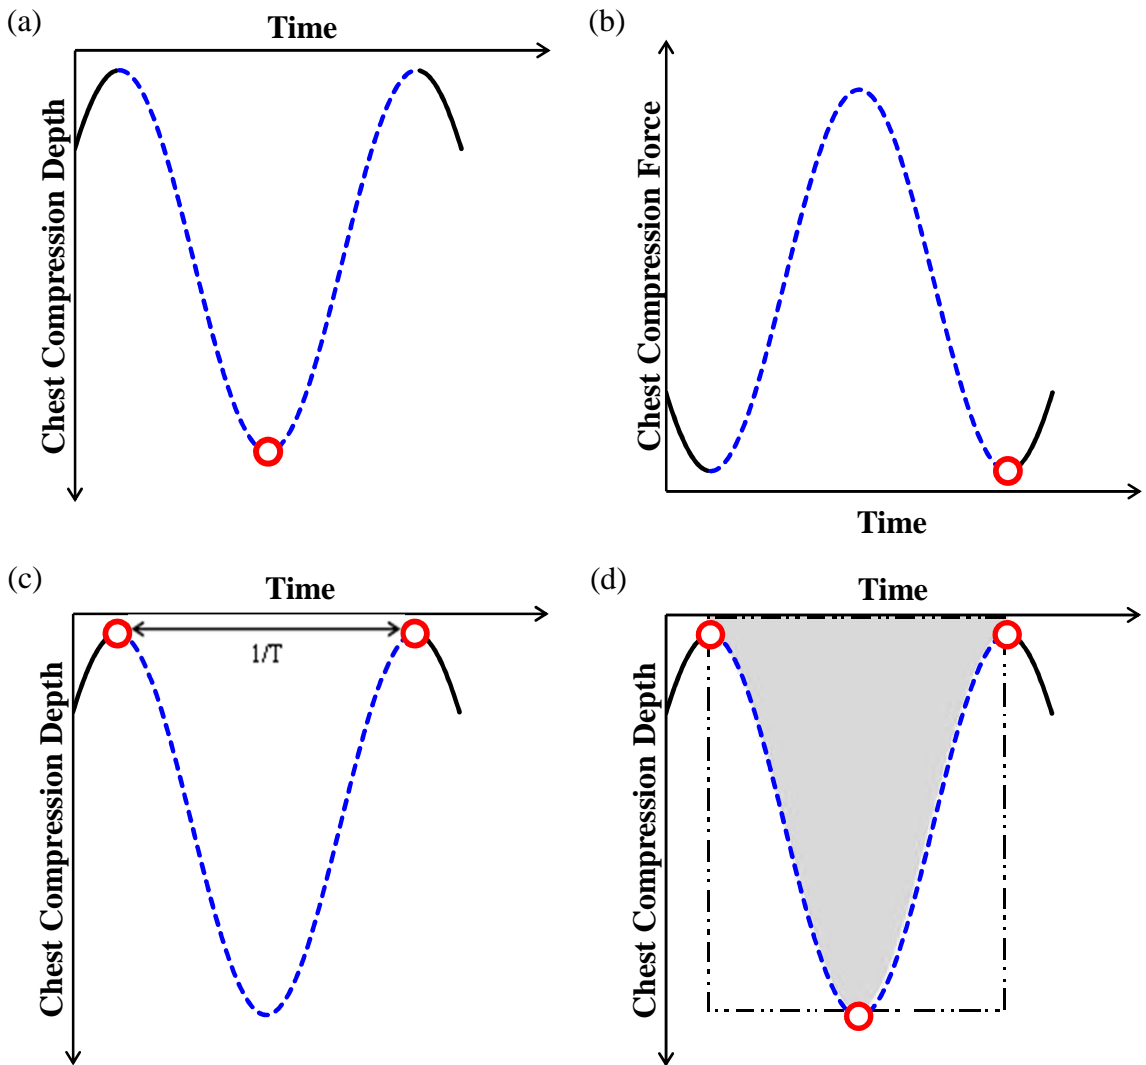 (a)
Time
Chest Compression Depth
(b)
Chest Compression Force
Time
(c)
Time
1/T
Chest Compression Depth
(d)
Time
Chest Compression Depth